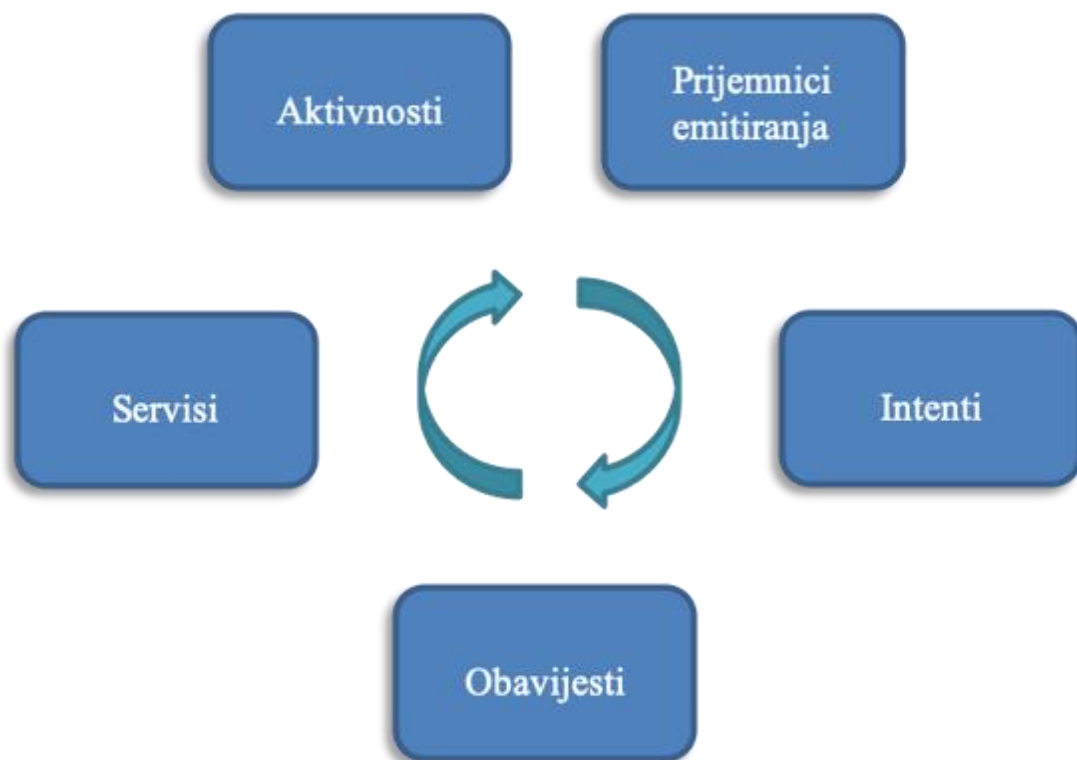 Aktivnosti
Prijemnici
emitiranja
Servisi
Intenti
Obavijesti